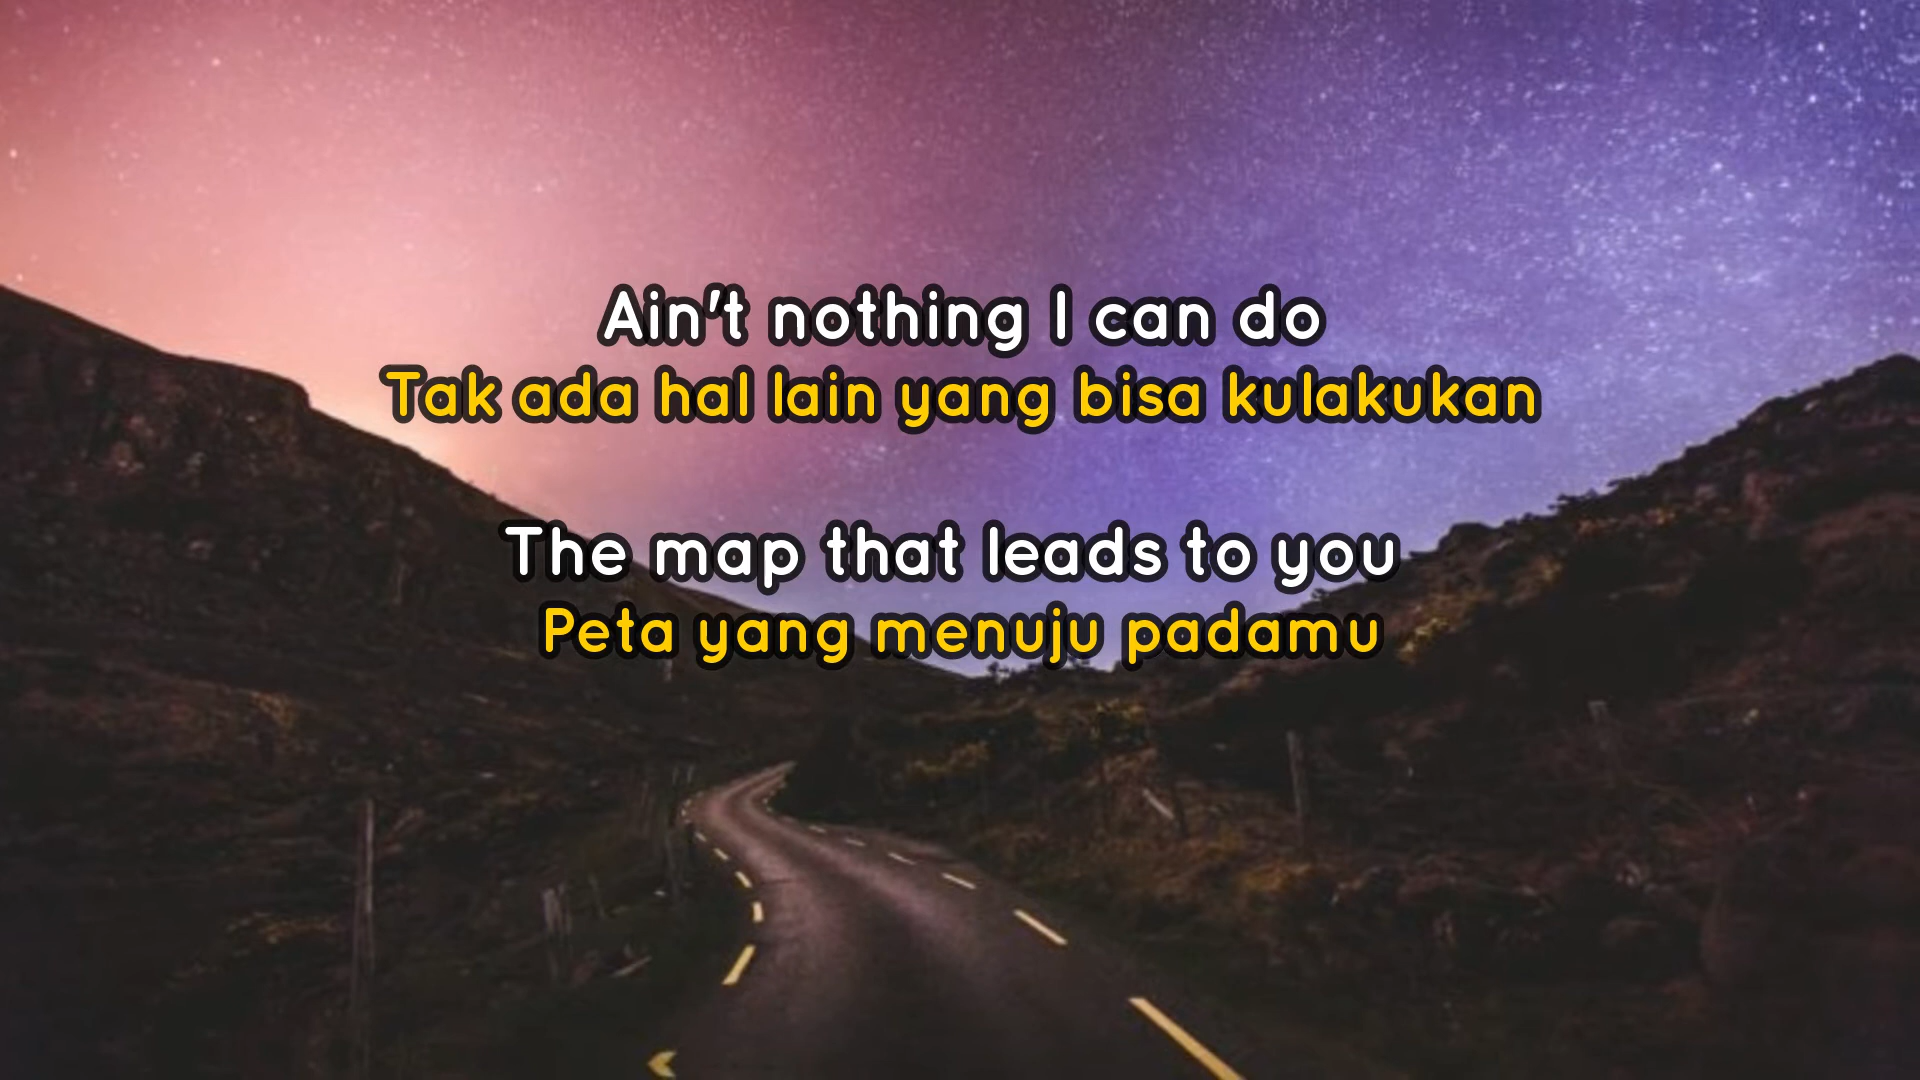 Ain't nothing I can do
Tak ada hal lain yang bisa kulakukan
The map that leads to you
Peta yang menuju padamu